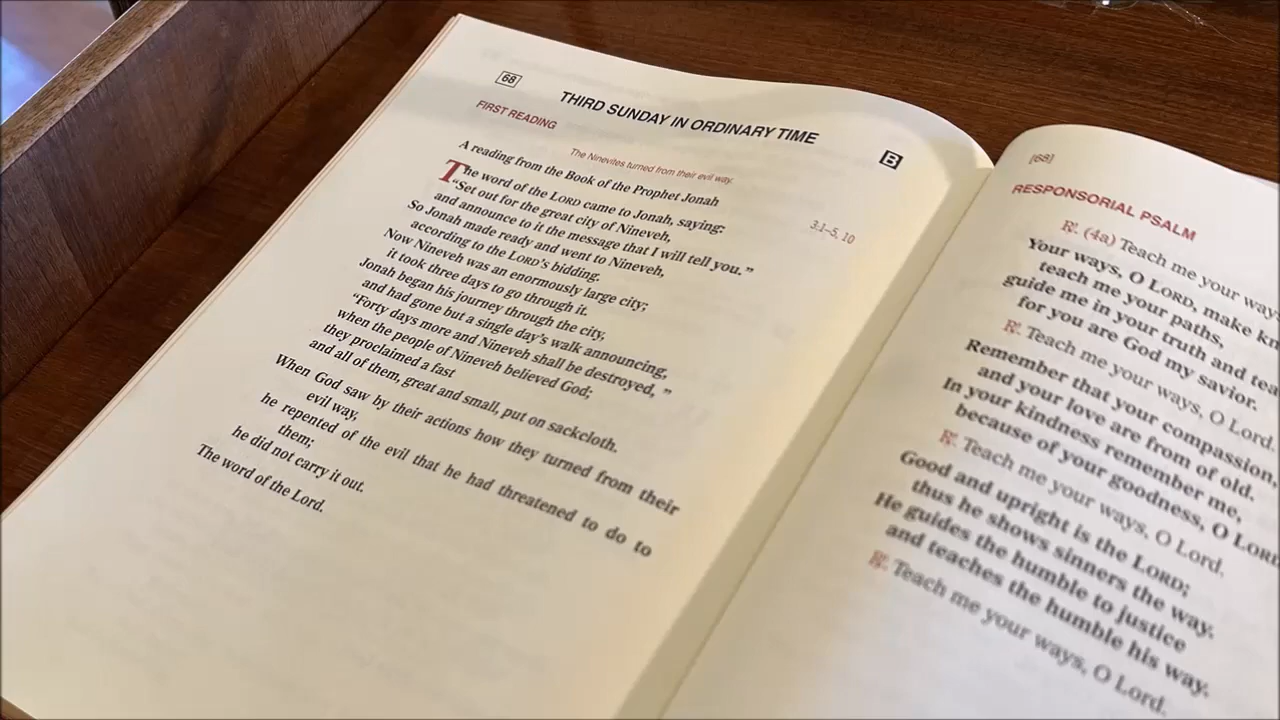 68
THIRD SUNDAY IN ORDINARY TIME
B
FIRST READING
The Ninevites turned from their evil way.
A reading from the Book of the Prophet Jonah
3.1–5, 10
The word of the LORD came to Jonah, saying:
“Set out for the great city of Nineveh,
and announce to it the message that I will tell you.”
So Jonah made ready and went to Nineveh,
according to the LORD'S bidding.
Now Nineveh was an enormously large city;
it took three days to go through it.
Jonah began his journey through the city,
and had gone but a single day's walk announcing,
“Forty days more and Nineveh shall be destroyed, ”
when the people of Nineveh believed God;
they proclaimed a fast
and all of them, great and small, put on sackcloth.
When God saw by their actions how they turned from their
evil way,
he repented of the evil that he had threatened to do to
them;
he did not carry it out.
The word of the Lord.
[68]
RESPONSORIAL PSALM
℟. (4a) Teach me your
Your ways, O LORD, make
teach me your paths,
guide me in your truth and
for you are God my savior.
℟. Teach me your ways, O Lord.
Remember that your compassion,
and your love are from of old.
In your kindness remember me,
because of your goodness, O LORD
℟. Teach me your ways, O Lord.
Good and upright is the LORD;
thus he shows sinners the way.
He guides the humble to justice
and teaches the humble his way.
℟. Teach me your ways, O Lord.